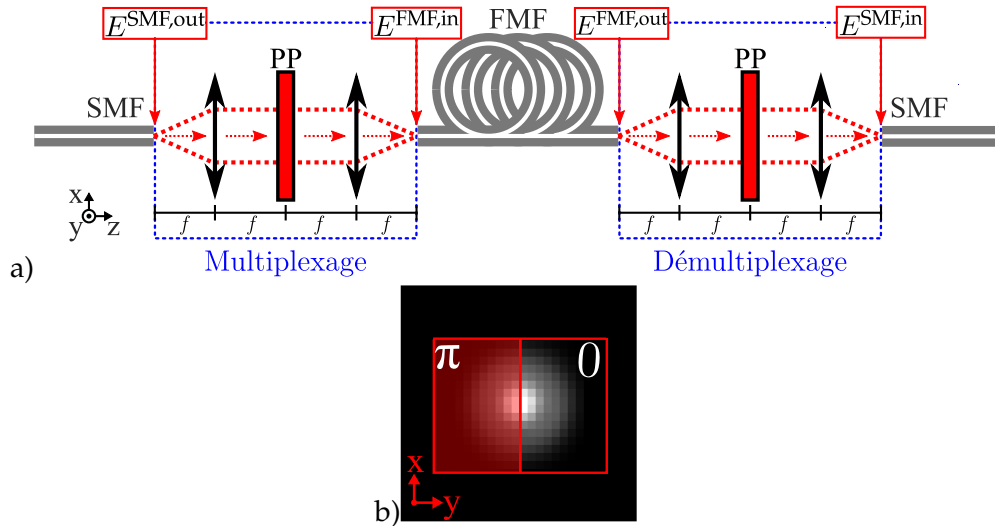 E^SMF,out
E^FMF,in
FMF
E^FMF,out
E^SMF,in
PP
PP
SMF
SMF
x
y
z
f f f f
f f f f
Multiplexage
Démultiplexage
a)
π
0
x
y
b)